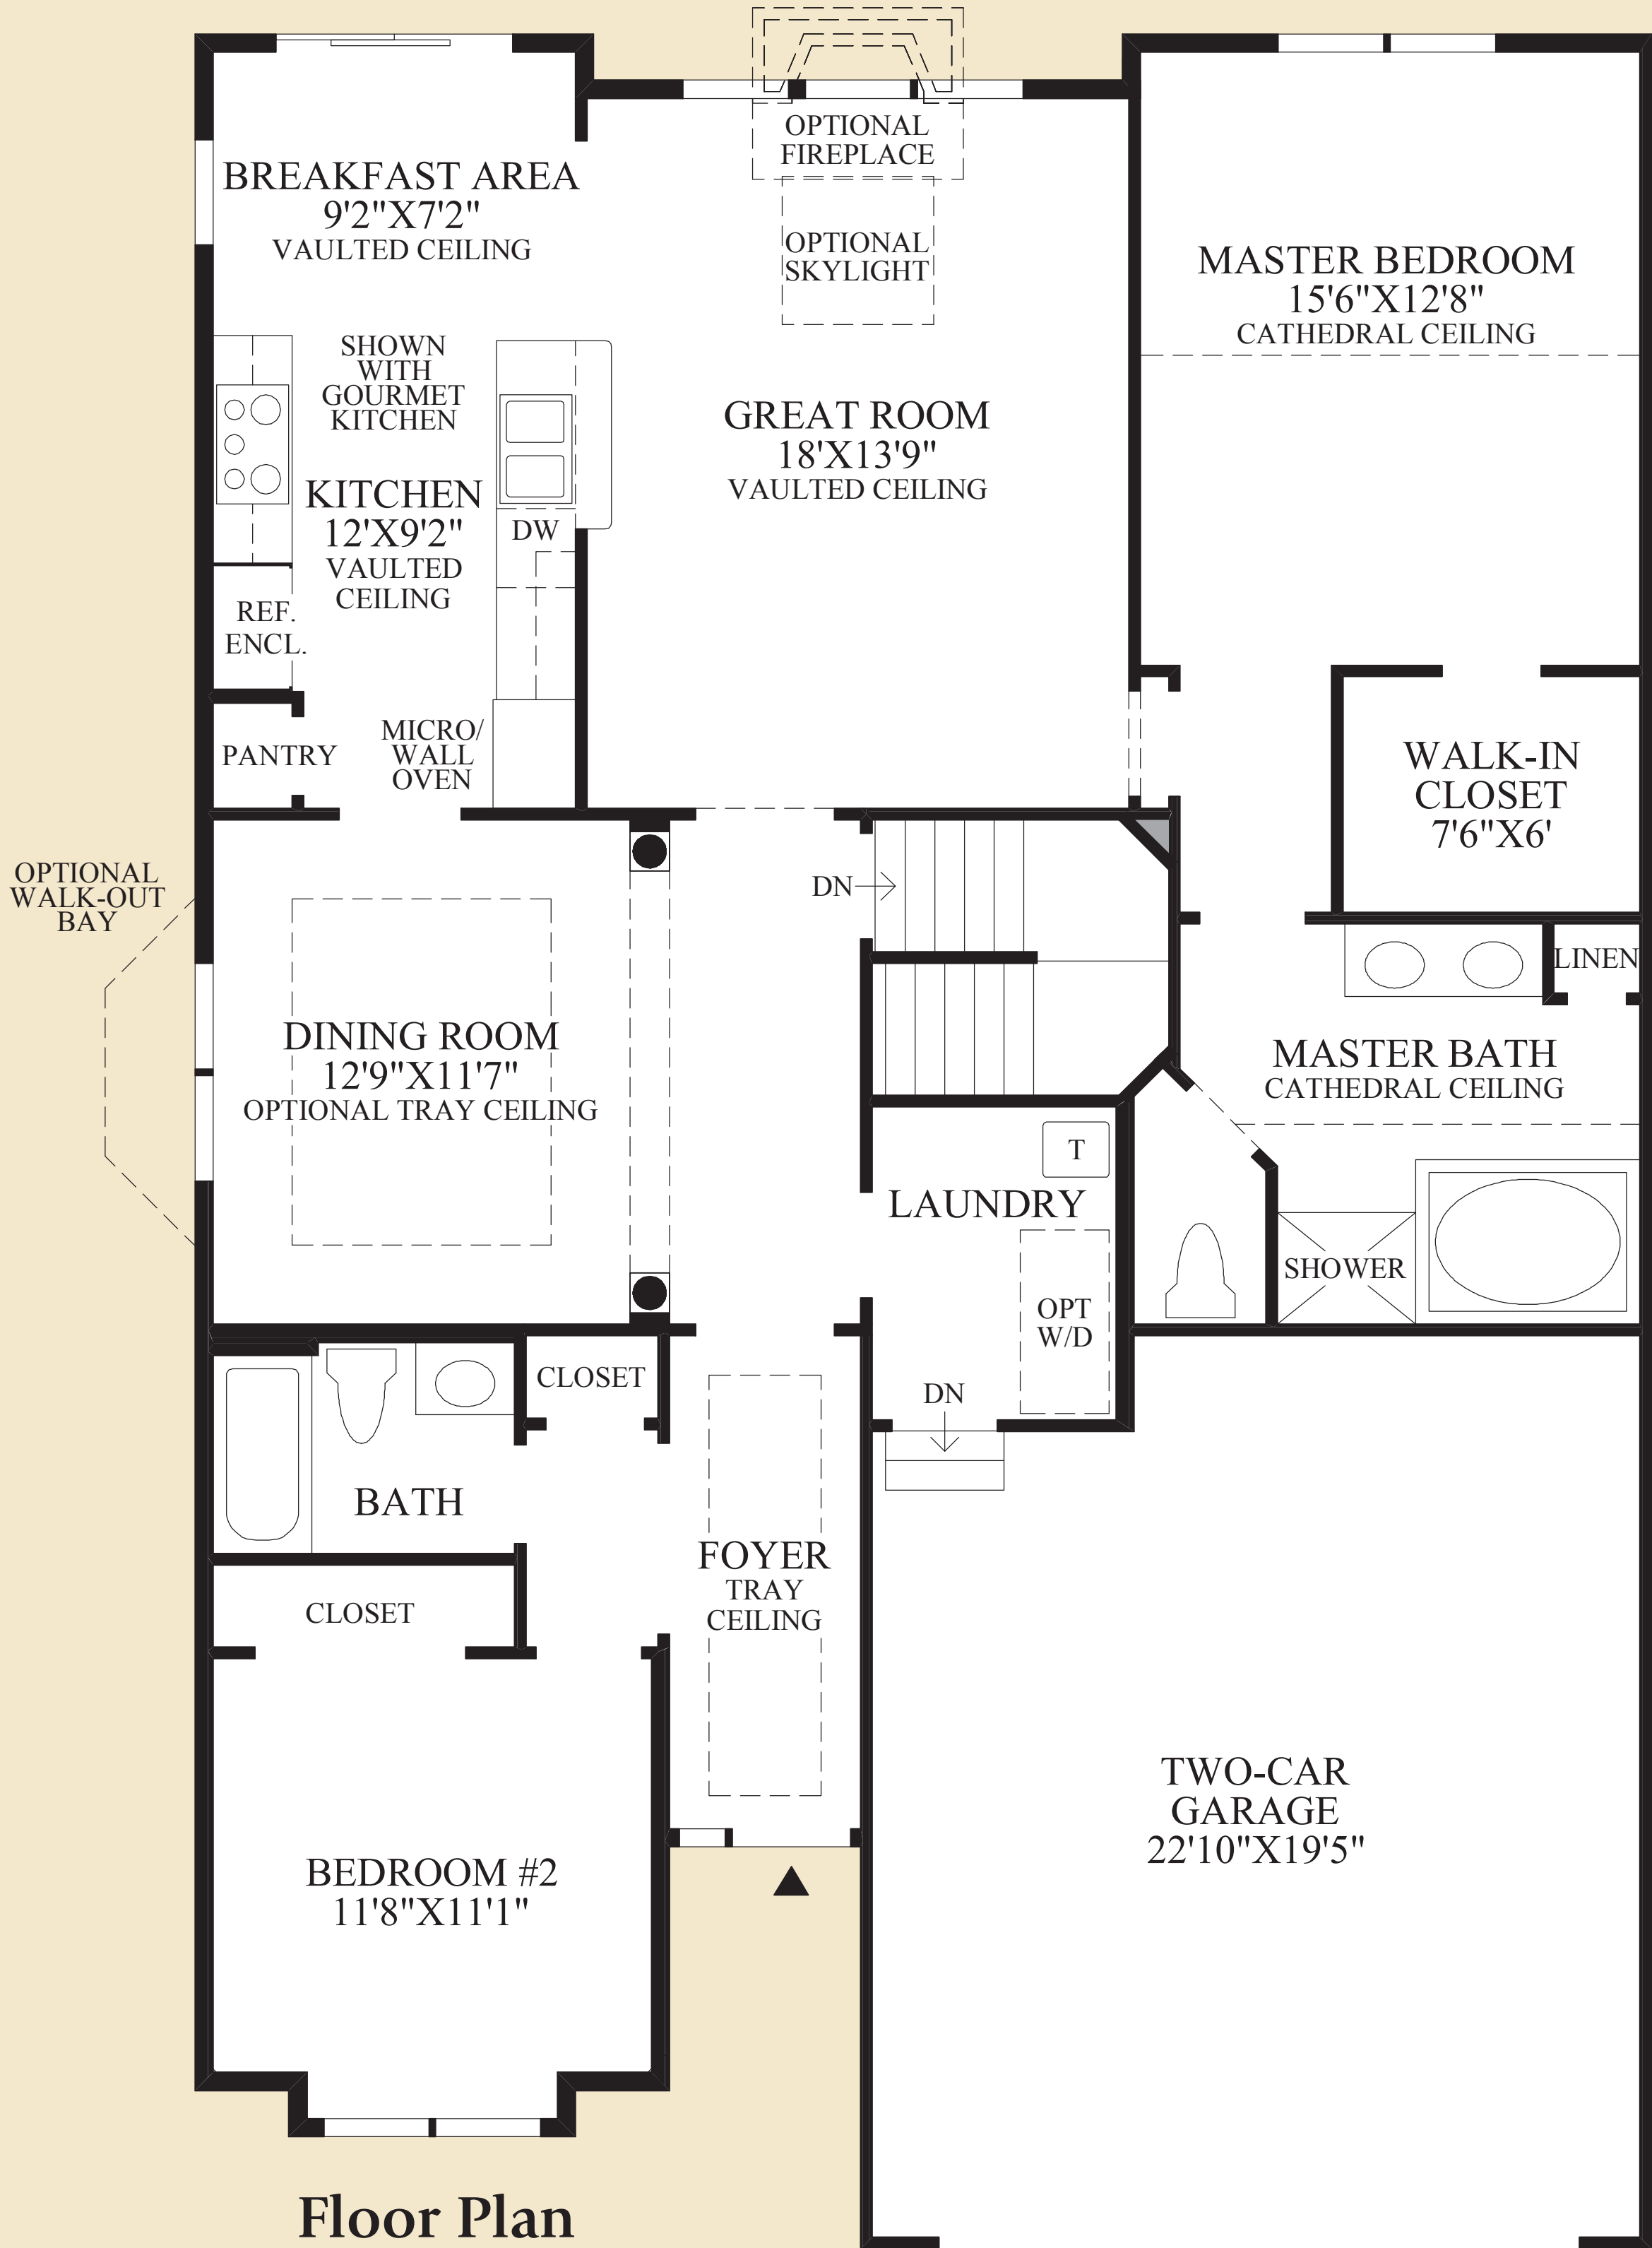 OPTIONAL
FIREPLACE
OPTIONAL
SKYLIGHT
BREAKFAST AREA
9'2"X7'2"
VAULTED CEILING
MASTER BEDROOM
15'6"X12'8"
CATHEDRAL CEILING
SHOWN
WITH
GOURMET
KITCHEN
KITCHEN
12'X9'2"
VAULTED
CEILING
DW
GREAT ROOM
18'X13'9"
VAULTED CEILING
REF.
ENCL.
PANTRY
MICRO/
WALL
OVEN
WALK-IN
CLOSET
7'6"X6'
OPTIONAL
WALK-OUT
BAY
DN
LINEN
DINING ROOM
12'9"X11'7"
OPTIONAL TRAY CEILING
MASTER BATH
CATHEDRAL CEILING
T
LAUNDRY
SHOWER
OPT
W/D
CLOSET
DN
BATH
FOYER
TRAY
CEILING
CLOSET
TWO-CAR
GARAGE
22'10"X19'5"
BEDROOM #2
11'8"X11'1"
Floor Plan